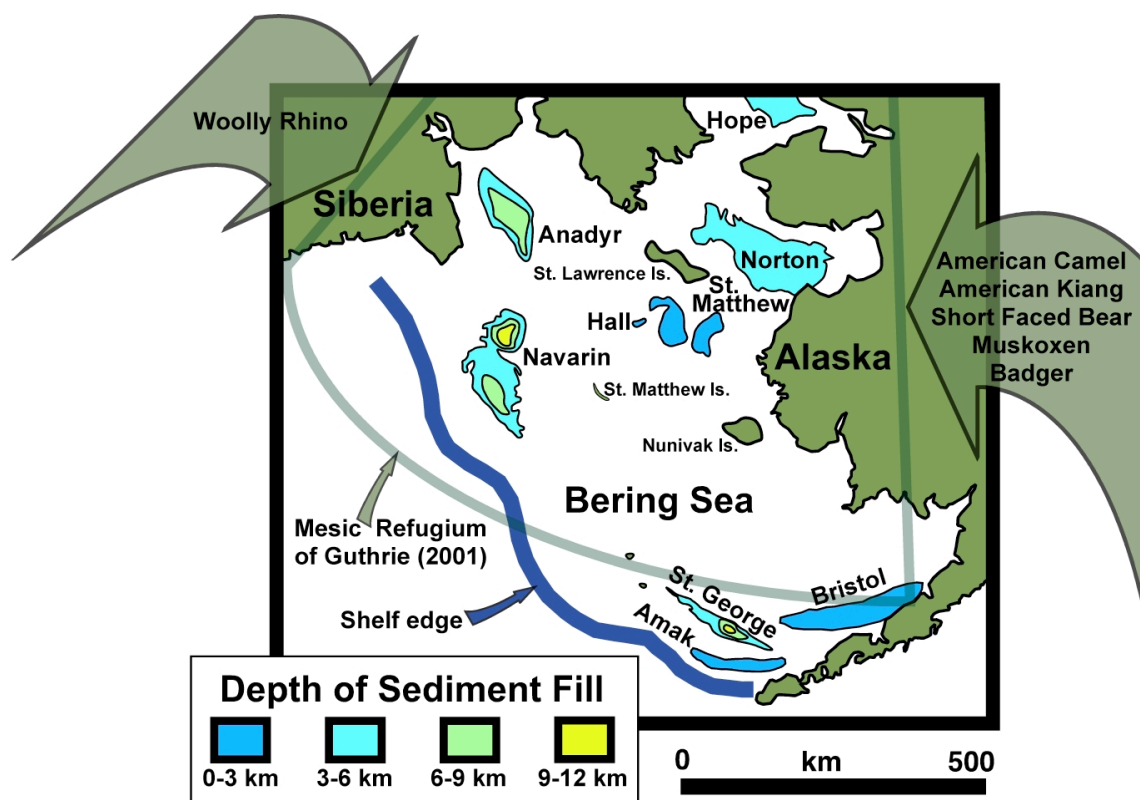 Woolly Rhino
Hope
Siberia
Anadyr
St. Lawrence Is.
Norton
American Camel
American Kiang
Short Faced Bear
Muskoxen
Badger
St.
Matthew
Hall
Navarin
Alaska
St. Matthew Is.
Nunivak Is.
Bering Sea
Mesic Refugium
of Guthrie (2001)
Shelf edge
St. George
Bristol
Amak
Depth of Sediment Fill
0-3 km
3-6 km
6-9 km
9-12 km
0 km 500